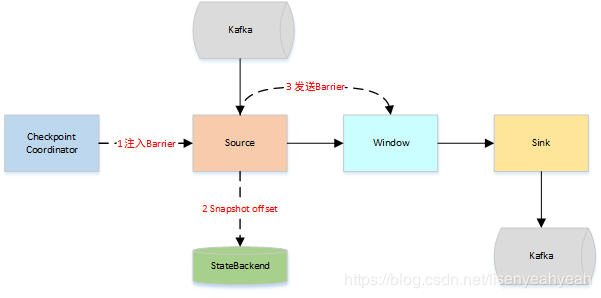 Kafka
3 发送Barrier
Checkpoint
Coordinator
1 注入Barrier
Source
Window
Sink
2 Snapshot offset
StateBackend
Kafka
https://blog.csdn.net/lisenyeahyeah